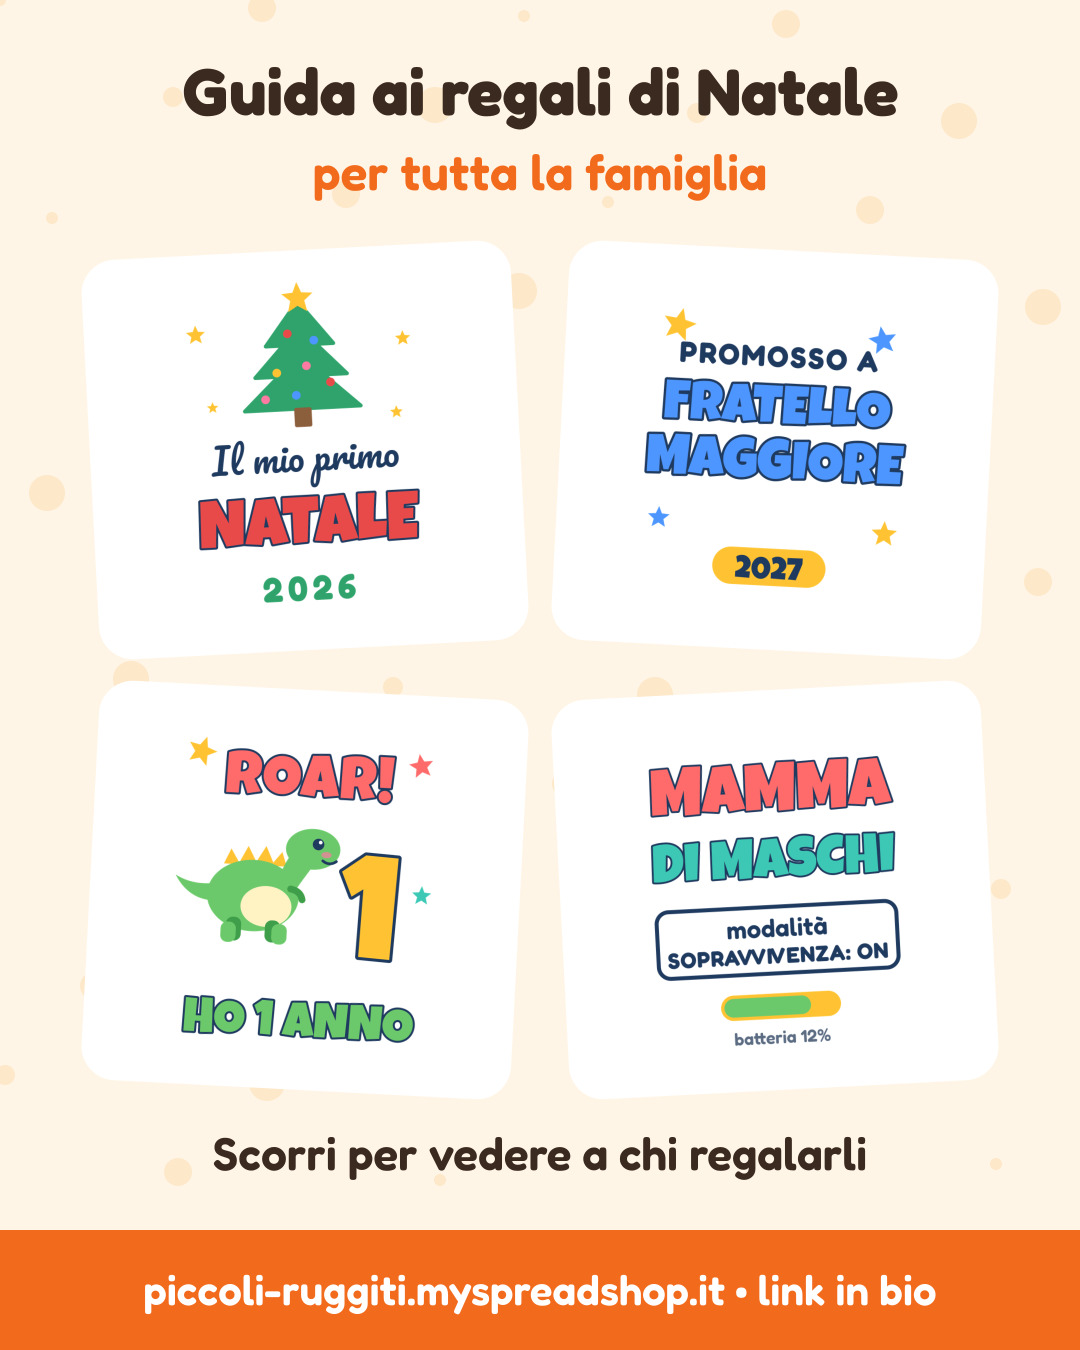 Guida ai regali di Natale
per tutta la famiglia
Il mio primo
NATALE
2026
PROMOSSO A
FRATELLO
MAGGIORE
2027
ROAR!
1
HO 1 ANNO
MAMMA
DI MASCHI
modalità
SOPRAVVIVENZA: ON
batteria 12%
Scorri per vedere a chi regalarli
piccoli-ruggiti.myspreadshop.it • link in bio